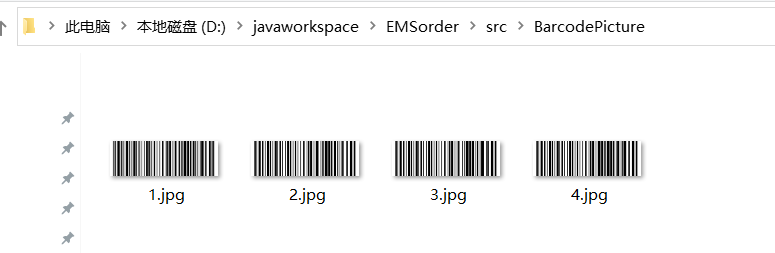 此电脑 > 本地磁盘 (D:) > javaworkspace > EMSorder > src > BarcodePicture
1.jpg 2.jpg 3.jpg 4.jpg